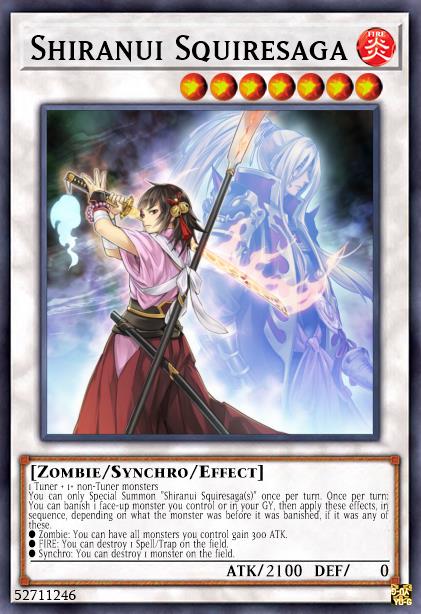 SHIRANUI SQUIRESAGA
FIRE
炎
[ZOMBIE/SYNCHRO/EFFECT]
1 Tuner + 1+ non-Tuner monsters
You can only Special Summon "Shiranui Squiresaga(s)" once per turn. Once per turn:
You can banish 1 face-up monster you control or in your GY, then apply these effects, in
sequence, depending on what the monster was before it was banished, if it was any of
these.
● Zombie: You can have all monsters you control gain 300 ATK.
● FIRE: You can destroy 1 Spell/Trap on the field.
● Synchro: You can destroy 1 monster on the field.
ATK/2100 DEF/ 0
52711246